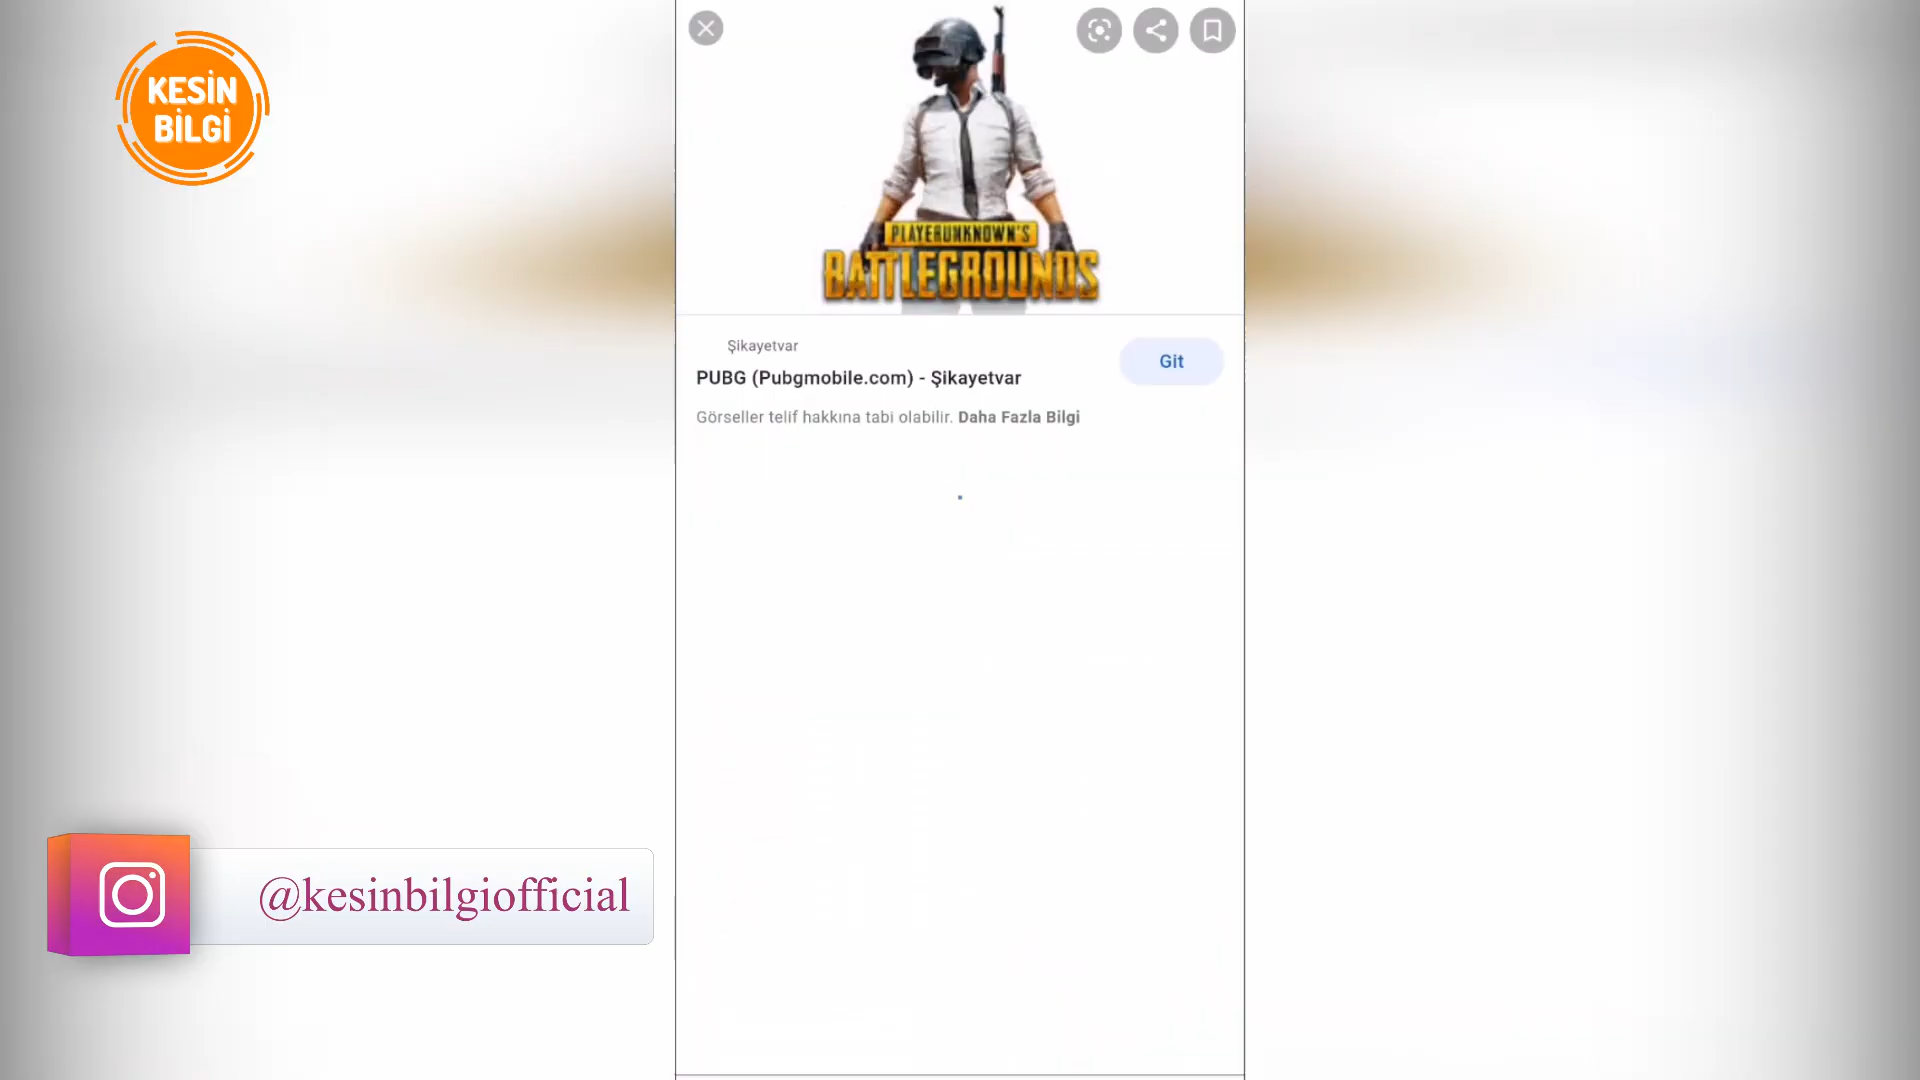 KESİN
BİLGİ
PLAYERUNKNOWN'S
BATTLEGROUNDS
Şikayetvar
PUBG (Pubgmobile.com) - Şikayetvar
Git
Görseller telif hakkına tabi olabilir. Daha Fazla Bilgi
@kesinbilgiofficial